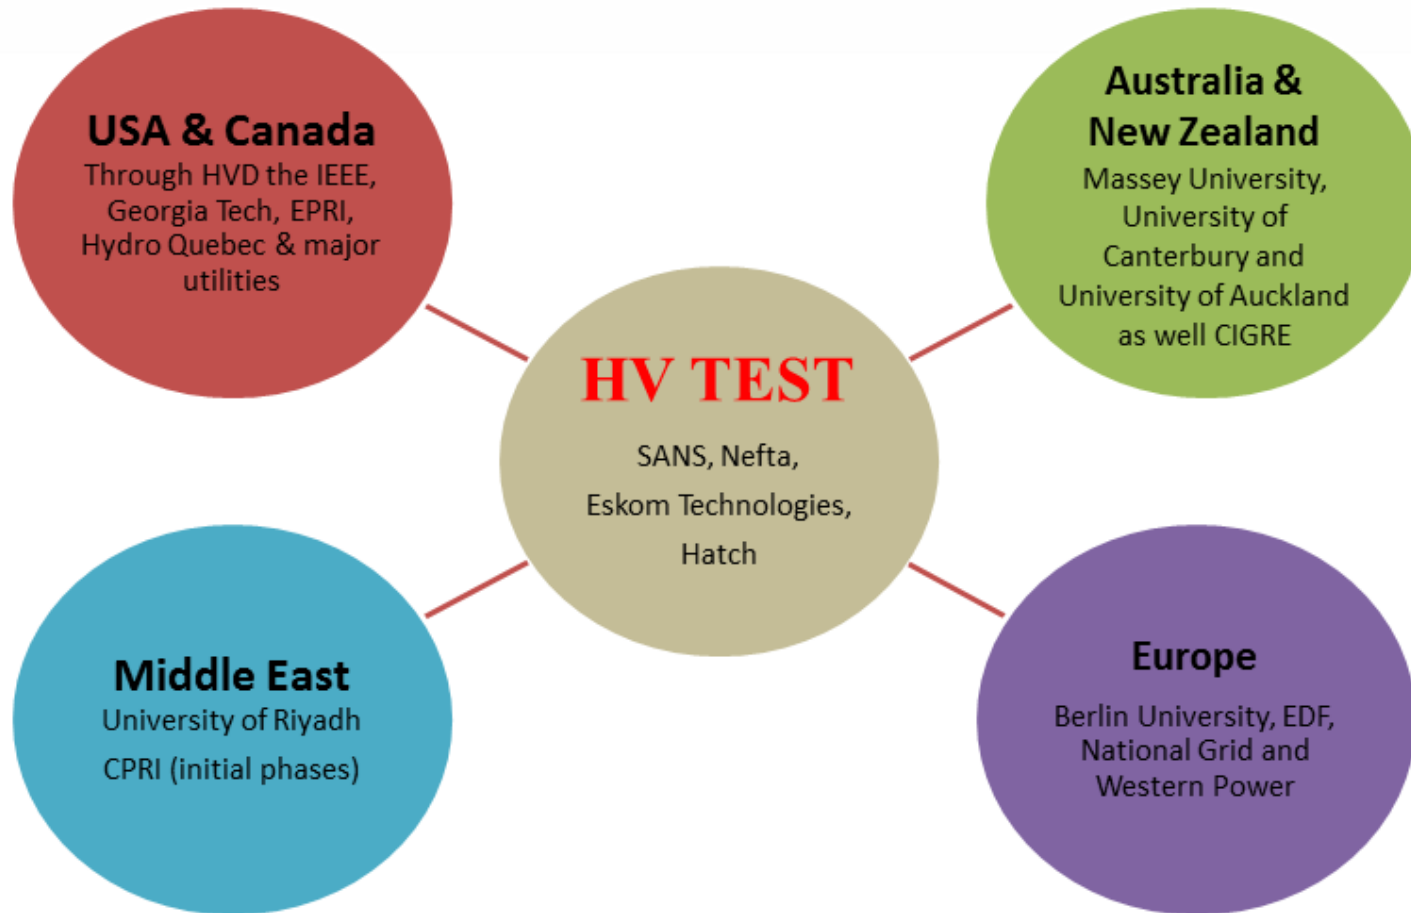 USA & Canada
Through HVD the IEEE,
Georgia Tech, EPRI,
Hydro Quebec & major
utilities
Australia &
New Zealand
Massey University,
University of
Canterbury and
University of Auckland
as well CIGRE
HV TEST
SANS, Nefta,
Eskom Technologies,
Hatch
Middle East
University of Riyadh
CPRI (initial phases)
Europe
Berlin University, EDF,
National Grid and
Western Power